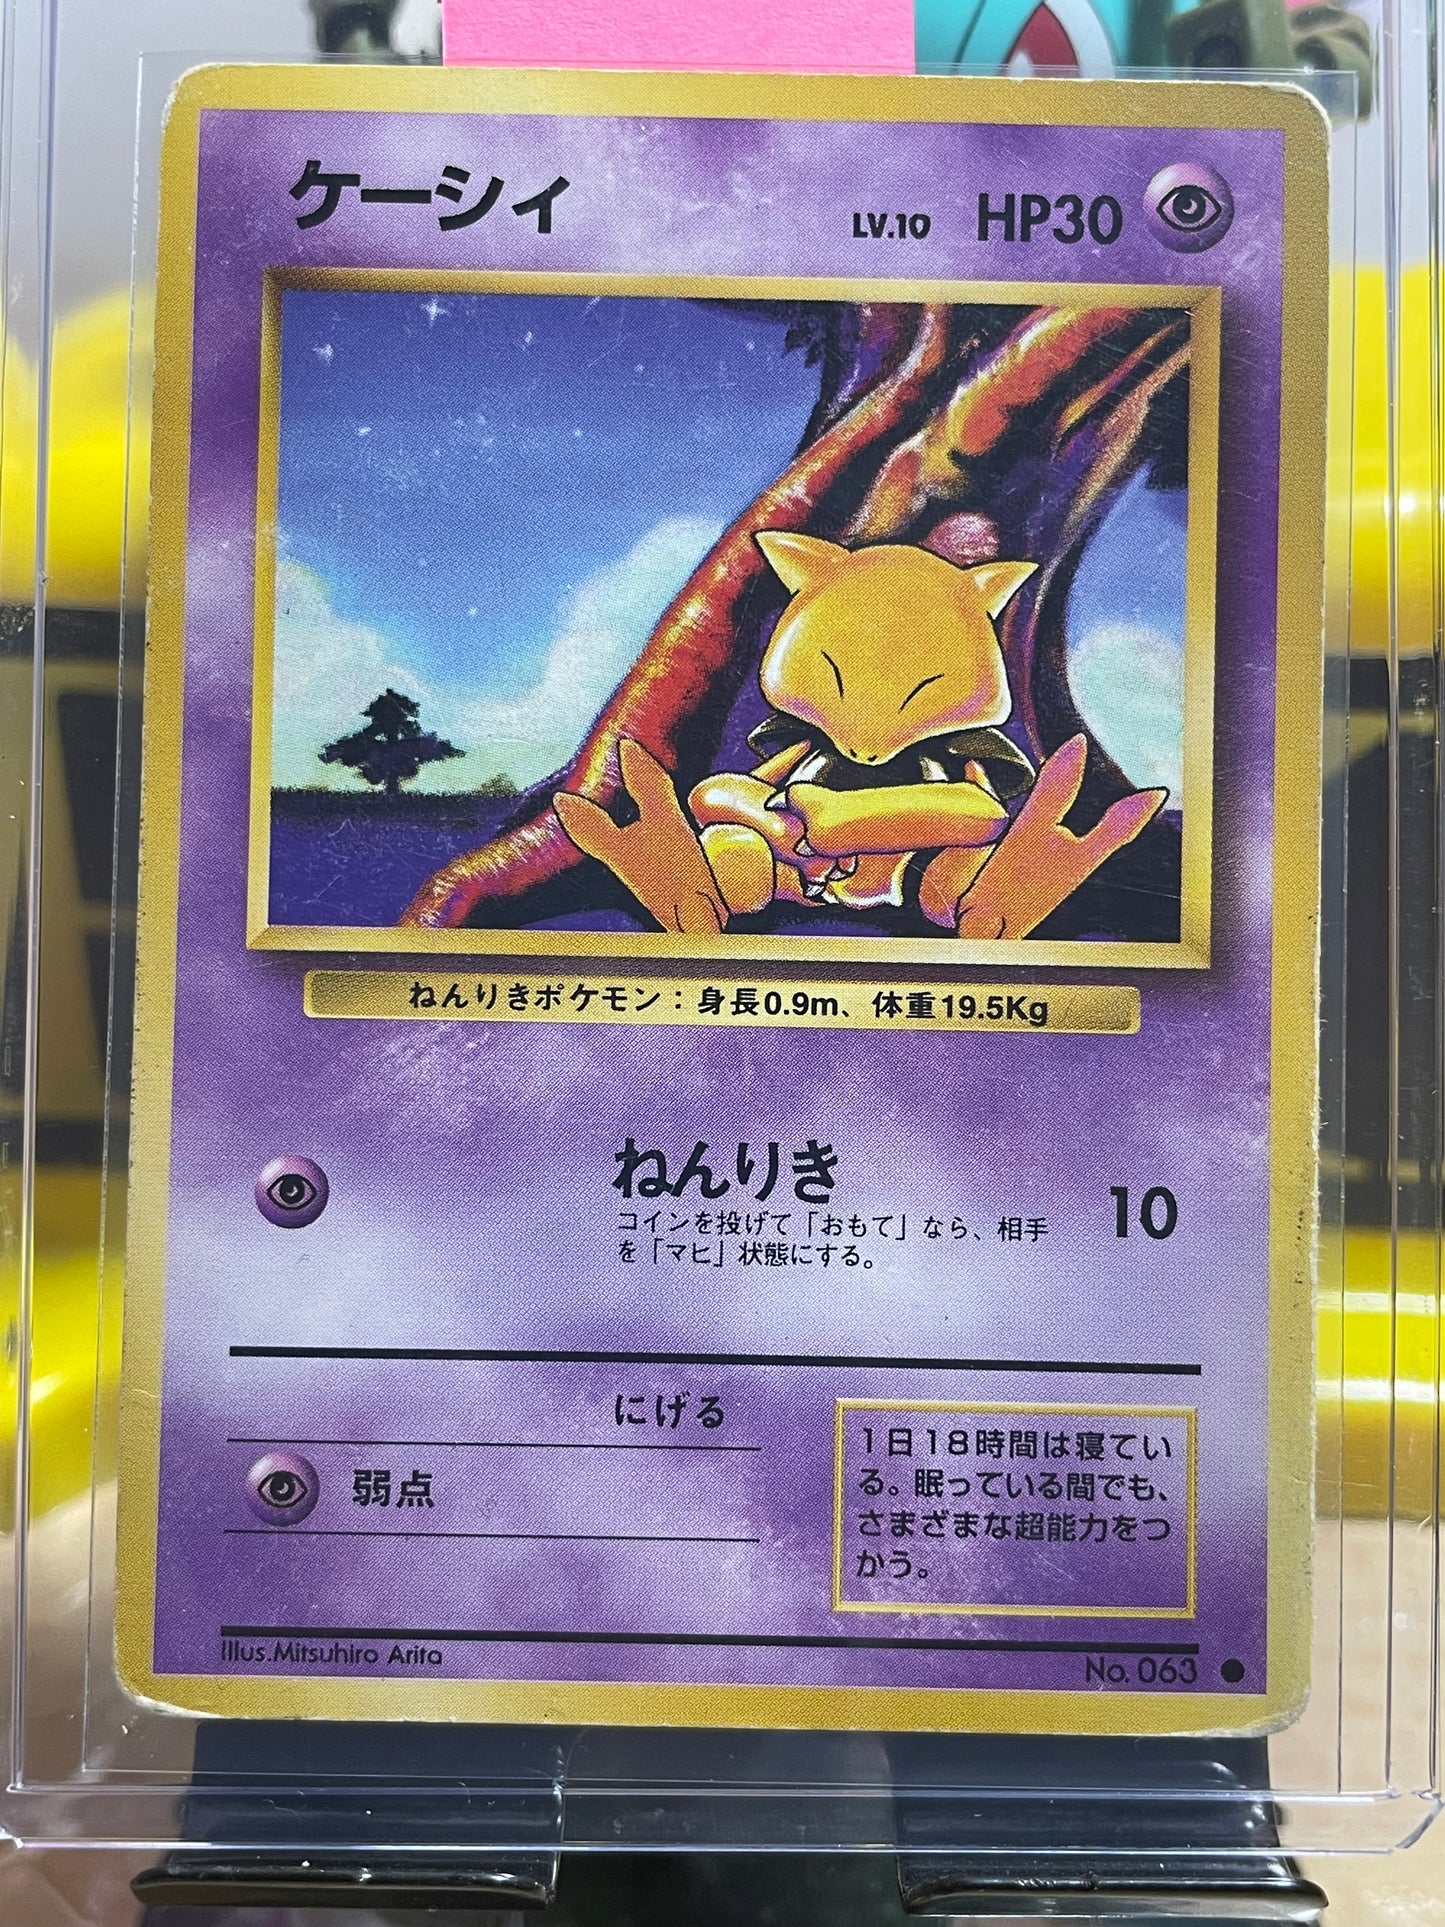 ケーシィ LV.10 HP30
ねんりきポケモン：身長0.9m、体重19.5Kg
ねんりき 10
コインを投げて「おもて」なら、相手
を「マヒ」状態にする。
にげる
弱点
1日18時間は寝てい
る。眠っている間でも、
さまざまな超能力をつ
かう。
Illus.Mitsuhiro Arita
No. 063